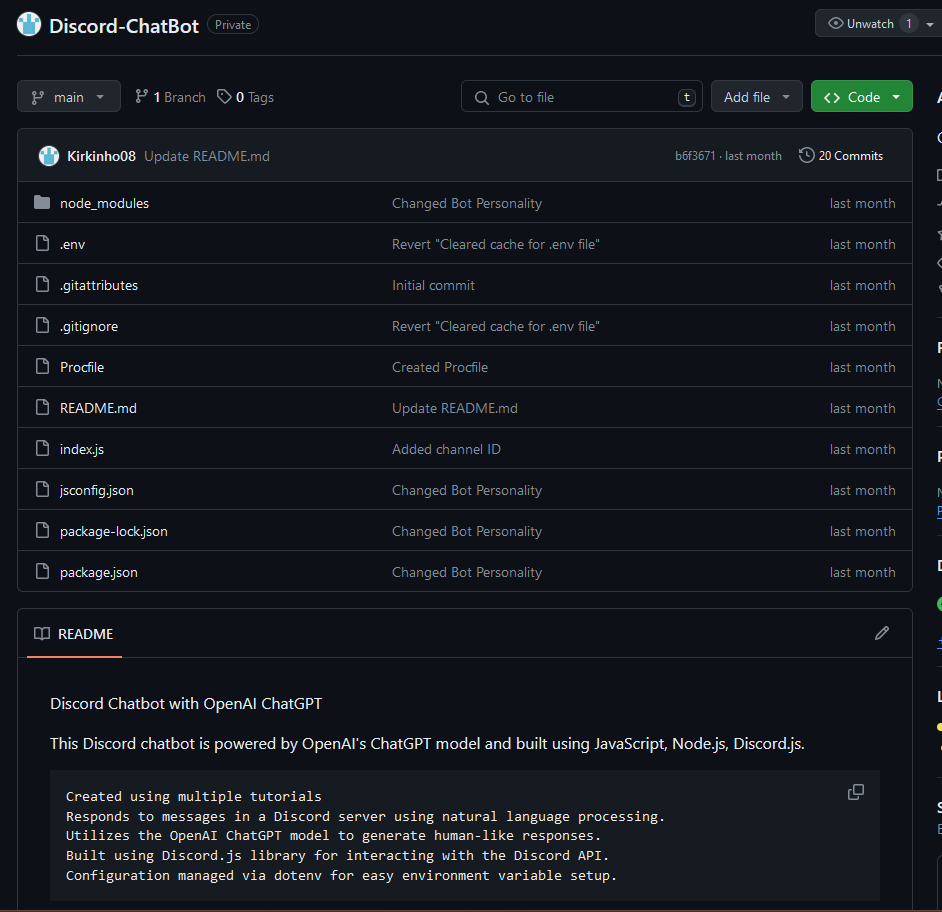 Discord-ChatBot Private Unwatch 1
main 1 Branch 0 Tags Go to file t Add file Code
Kirkinho08 Update README.md b6f3671 · last month 20 Commits
node_modules Changed Bot Personality last month
.env Revert "Cleared cache for .env file" last month
.gitattributes Initial commit last month
.gitignore Revert "Cleared cache for .env file" last month
Procfile Created Procfile last month
README.md Update README.md last month
index.js Added channel ID last month
jsconfig.json Changed Bot Personality last month
package-lock.json Changed Bot Personality last month
package.json Changed Bot Personality last month
README
Discord Chatbot with OpenAI ChatGPT
This Discord chatbot is powered by OpenAI's ChatGPT model and built using JavaScript, Node.js, Discord.js.
Created using multiple tutorials
Responds to messages in a Discord server using natural language processing.
Utilizes the OpenAI ChatGPT model to generate human-like responses.
Built using Discord.js library for interacting with the Discord API.
Configuration managed via dotenv for easy environment variable setup.